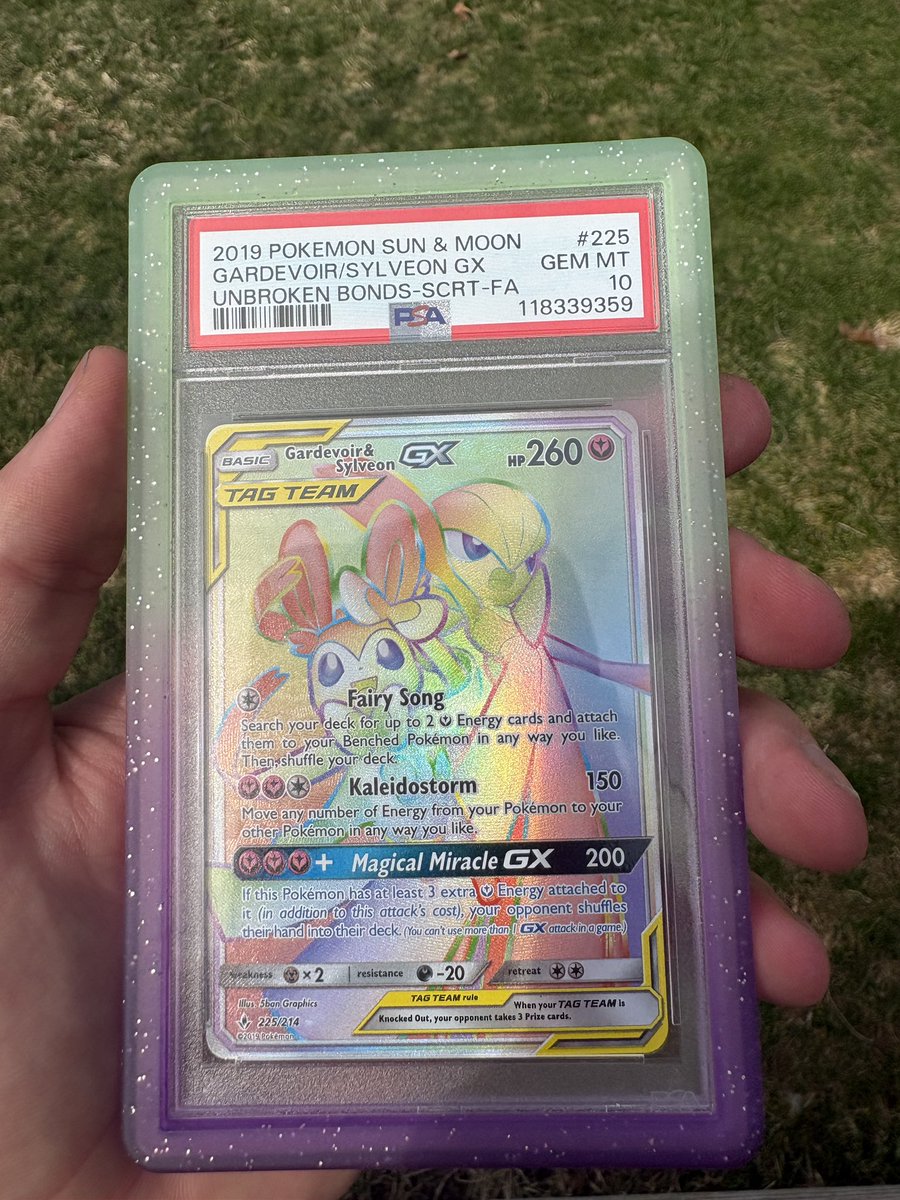 2019 POKEMON SUN & MOON #225
GARDEVOIR/SYLVEON GX GEM MT
UNBROKEN BONDS-SCRT-FA 10
PSA 118339359
BASIC Gardevoir& Sylveon GX HP260
TAG TEAM
Fairy Song
Search your deck for up to 2 Energy cards and attach
them to your Benched Pokémon in any way you like.
Then, shuffle your deck.
Kaleidostorm 150
Move any number of Energy from your Pokémon to your
other Pokémon in any way you like.
+ Magical Miracle GX 200
If this Pokémon has at least 3 extra Energy attached to
it (in addition to this attack's cost), your opponent shuffles
their hand into their deck. (You can't use more than 1 GX attack in a game.)
weakness ×2 resistance -20 retreat
Illus. 5ban Graphics
225/214
©2019 Pokémon
TAG TEAM rule
When your TAG TEAM is
Knocked Out, your opponent takes 3 Prize cards.